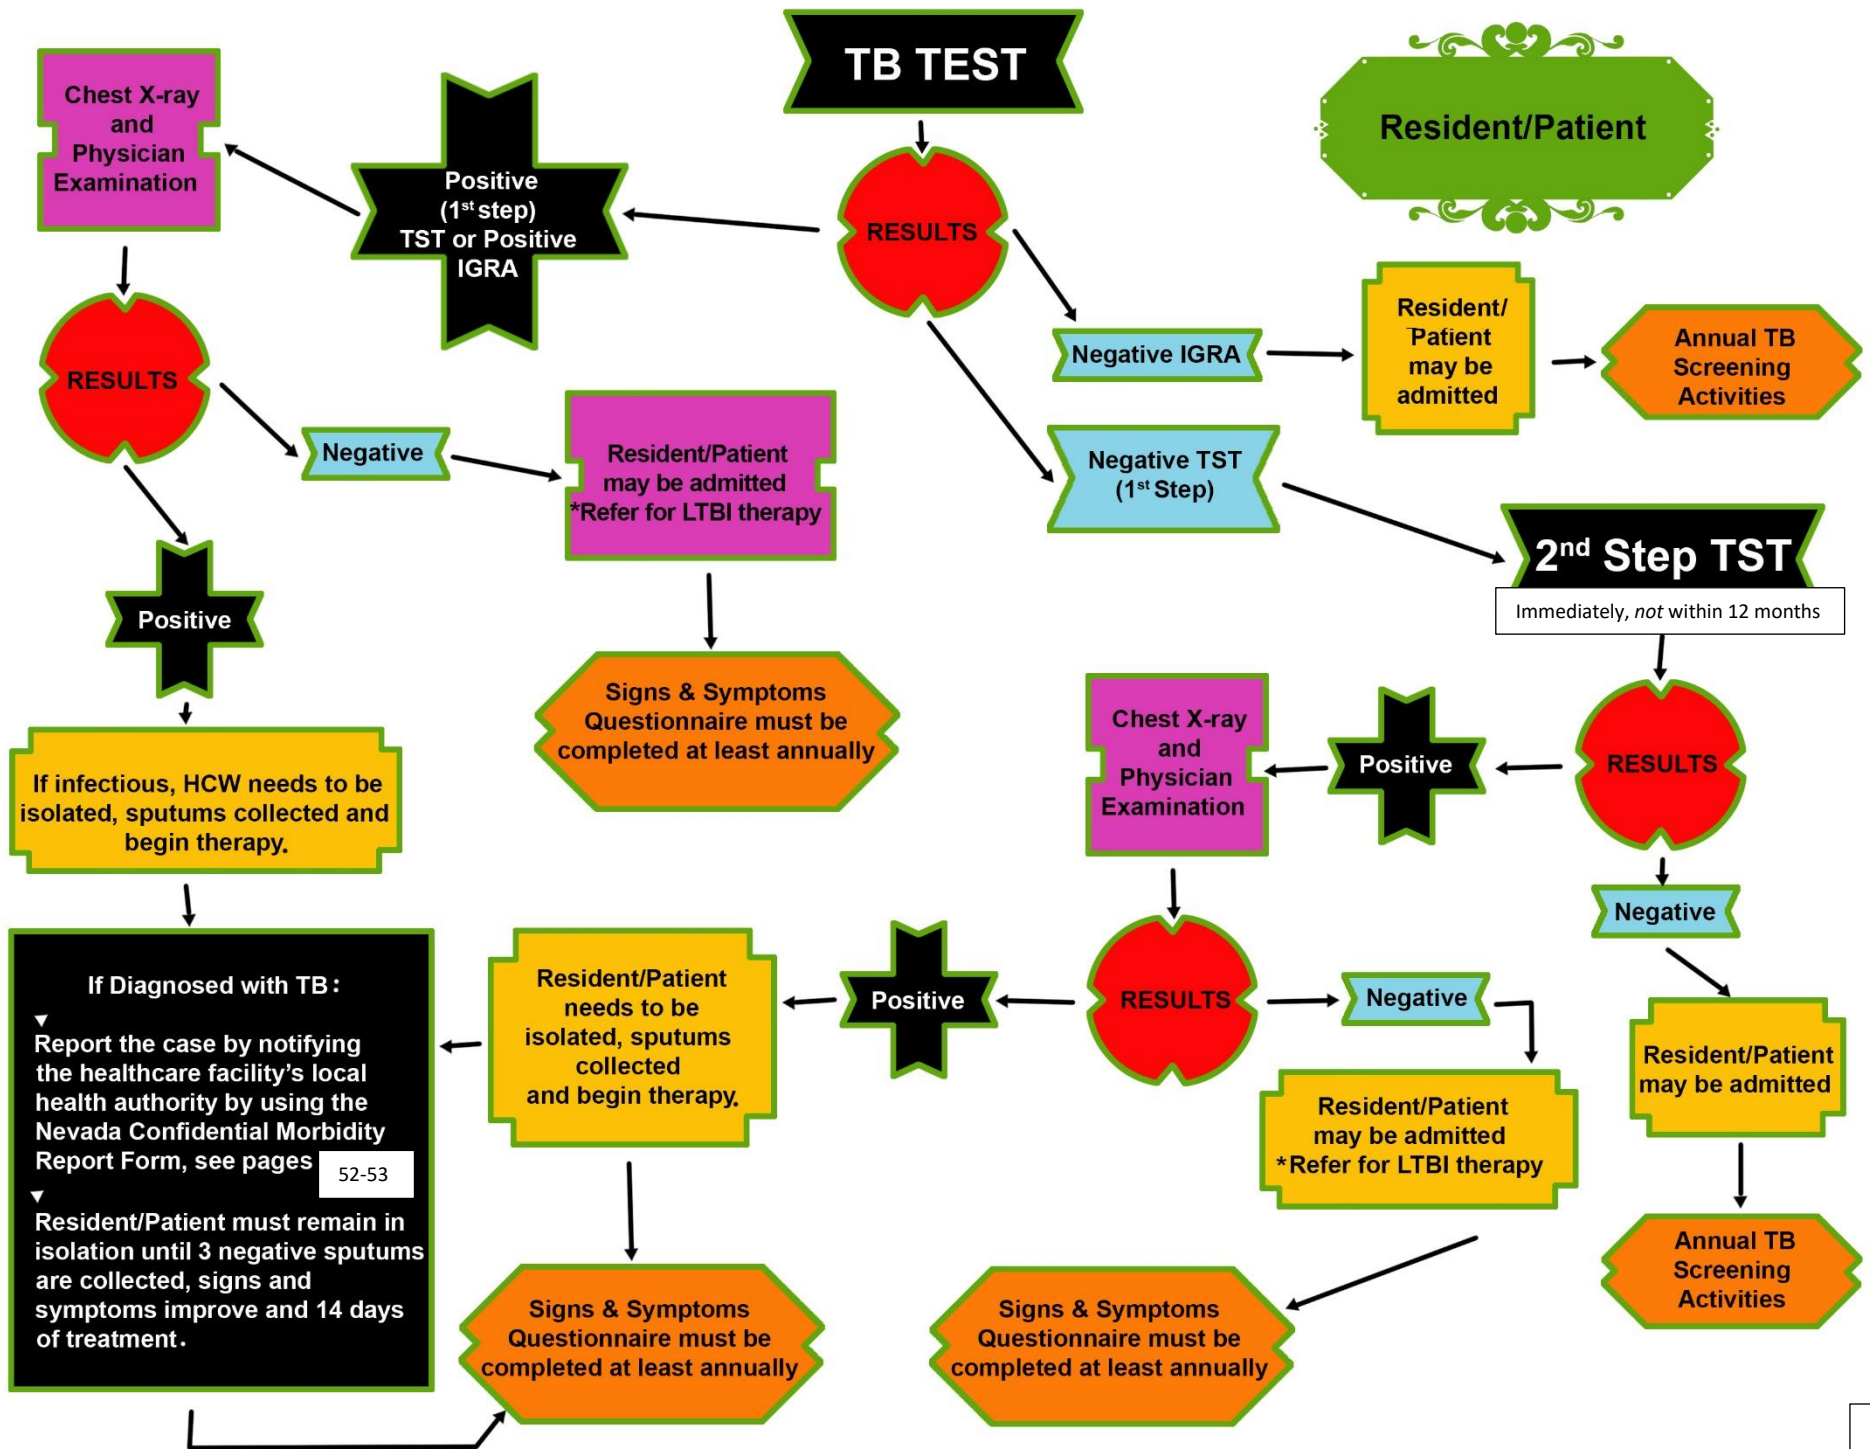 TB TEST
Resident/Patient
Chest X-ray
and
Physician
Examination
Positive
(1st step)
TST or Positive
IGRA
RESULTS
Negative IGRA
Resident/
Patient
may be
admitted
Annual TB
Screening
Activities
RESULTS
Negative
Resident/Patient
may be admitted
*Refer for LTBI therapy
Negative TST
(1st Step)
2nd Step TST
Immediately, not within 12 months
Positive
Signs & Symptoms
Questionnaire must be
completed at least annually
If infectious, HCW needs to be
isolated, sputums collected and
begin therapy.
Chest X-ray
and
Physician
Examination
Positive
RESULTS
Negative
If Diagnosed with TB:
Report the case by notifying
the healthcare facility's local
health authority by using the
Nevada Confidential Morbidity
Report Form, see pages 52-53
Resident/Patient must remain in
isolation until 3 negative sputums
are collected, signs and
symptoms improve and 14 days
of treatment.
Resident/Patient
needs to be
isolated, sputums
collected
and begin therapy.
Positive
RESULTS
Negative
Resident/Patient
may be admitted
*Refer for LTBI therapy
Resident/Patient
may be admitted
Signs & Symptoms
Questionnaire must be
completed at least annually
Signs & Symptoms
Questionnaire must be
completed at least annually
Annual TB
Screening
Activities